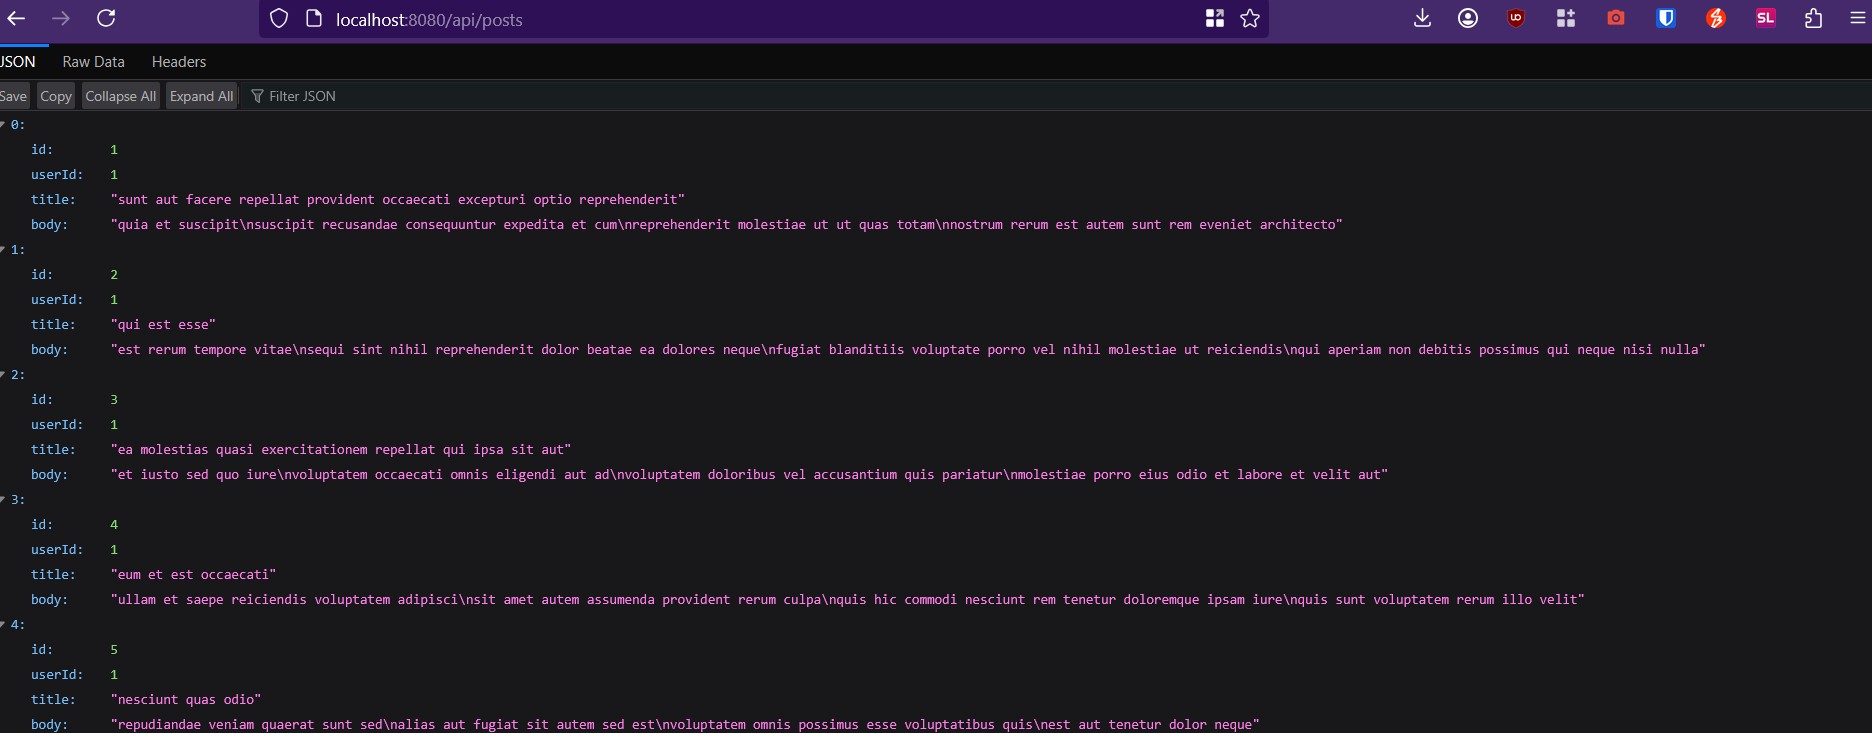 localhost:8080/api/posts
UD
SL
JSON Raw Data Headers
Save Copy Collapse All Expand All Filter JSON
0:
id: 1
userId: 1
title: "sunt aut facere repellat provident occaecati excepturi optio reprehenderit"
body: "quia et suscipit\nsuscipit recusandae consequuntur expedita et cum\nreprehenderit molestiae ut ut quas totam\nnostrum rerum est autem sunt rem eveniet architecto"
1:
id: 2
userId: 1
title: "qui est esse"
body: "est rerum tempore vitae\nsequi sint nihil reprehenderit dolor beatae ea dolores neque\nfugiat blanditiis voluptate porro vel nihil molestiae ut reiciendis\nqui aperiam non debitis possimus qui neque nisi nulla"
2:
id: 3
userId: 1
title: "ea molestias quasi exercitationem repellat qui ipsa sit aut"
body: "et iusto sed quo iure\nvoluptatem occaecati omnis eligendi aut ad\nvoluptatem doloribus vel accusantium quis pariatur\nmolestiae porro eius odio et labore et velit aut"
3:
id: 4
userId: 1
title: "eum et est occaecati"
body: "ullam et saepe reiciendis voluptatem adipisci\nsit amet autem assumenda provident rerum culpa\nquis hic commodi nesciunt rem tenetur doloremque ipsam iure\nquis sunt voluptatem rerum illo velit"
4:
id: 5
userId: 1
title: "nesciunt quas odio"
body: "repudiandae veniam quaerat sunt sed\nalias aut fugiat sit autem sed est\nvoluptatem omnis possimus esse voluptatibus quis\nest aut tenetur dolor neque"